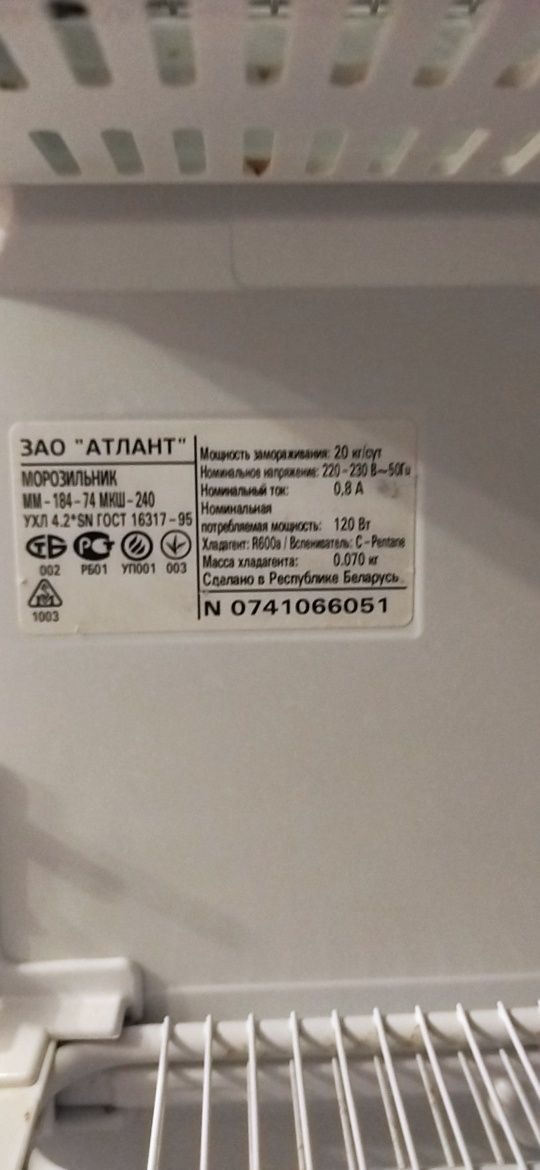 ЗАО "АТЛАНТ"
МОРОЗИЛЬНИК
ММ-184-74 МКШ-240
УХЛ 4.2*SN ГОСТ 16317-95
002 РБ01 УП001 003
1003
Мощность замораживания: 20 кг/сут
Номинальное напряжение: 220-230 В~50Гц
Номинальный ток: 0,8 А
Номинальная
потребляемая мощность: 120 Вт
Хладагент: R600a / Вспениватель: C-Pentane
Масса хладагента: 0.070 кг
Сделано в Республике Беларусь
N 0741066051